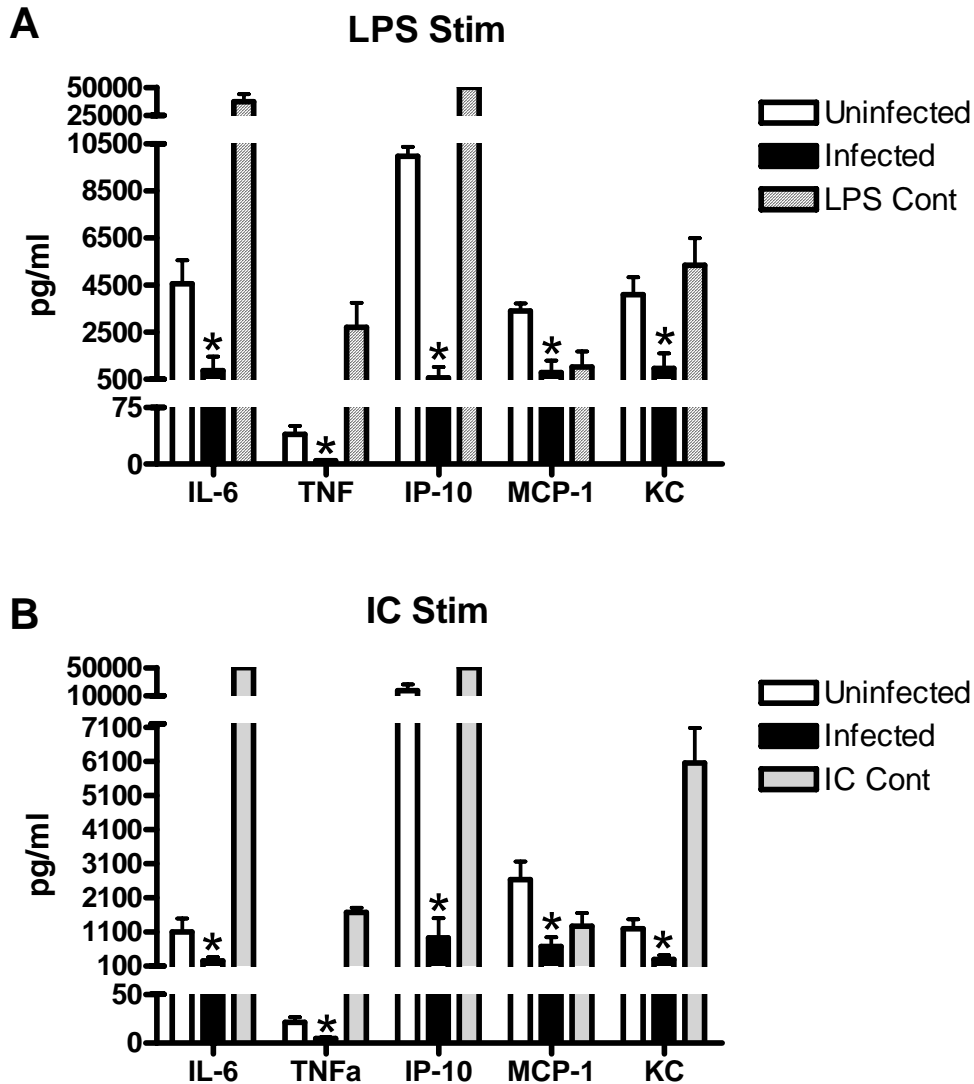 A
LPS Stim
50000
25000
10500
8500
6500
4500
2500
500
75
0
pg/ml
* * * * *
IL-6 TNF IP-10 MCP-1 KC
Uninfected
Infected
LPS Cont
B
IC Stim
50000
10000
7100
6100
5100
4100
3100
2100
1100
100
50
0
pg/ml
* * * * *
IL-6 TNFa IP-10 MCP-1 KC
Uninfected
Infected
IC Cont